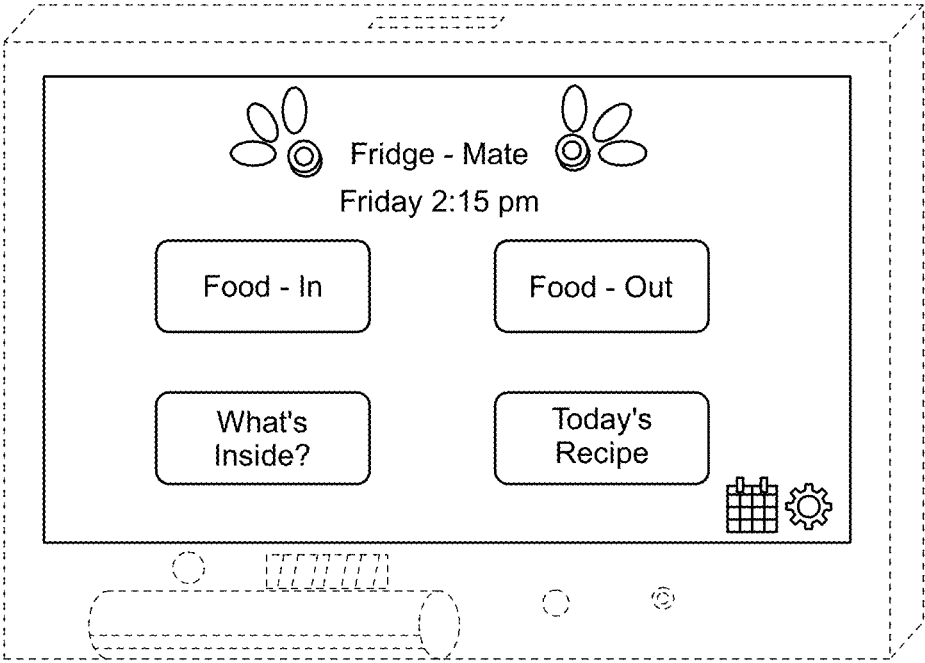 Fridge - Mate
Friday 2:15 pm
Food - In
Food - Out
What's
Inside?
Today's
Recipe